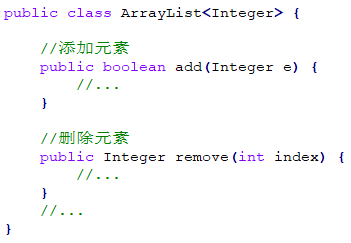 public class ArrayList<Integer> {
//添加元素
public boolean add(Integer e) {
//...
}
//删除元素
public Integer remove(int index) {
//...
}
//...
}